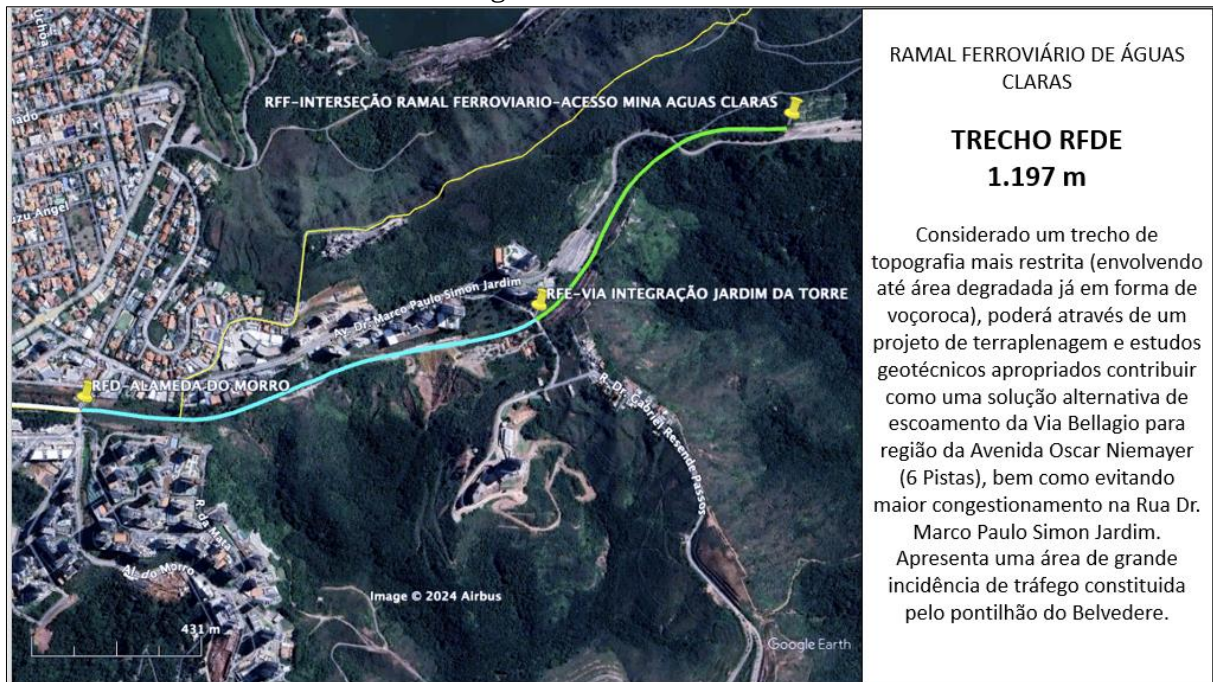 uchoa
RFF-INTERSEÇÃO RAMAL FERROVIARIO-ACESSO MINA AGUAS CLARAS
uzu Angel
Av. Dr. Marco Paulo Simon Jardim
RFE-VIA INTEGRAÇÃO JARDIM DA TORRE
RFD-ALAMEDA DO MORRO
R. Dr. Gabriel Resende Passos
R. da Mata
Al. do Morro
Image © 2024 Airbus
431 m
Google Earth
RAMAL FERROVIÁRIO DE ÁGUAS
CLARAS
TRECHO RFDE
1.197 m
Considerado um trecho de
topografia mais restrita (envolvendo
até área degradada já em forma de
voçoroca), poderá através de um
projeto de terraplenagem e estudos
geotécnicos apropriados contribuir
como uma solução alternativa de
escoamento da Via Bellagio para
região da Avenida Oscar Niemayer
(6 Pistas), bem como evitando
maior congestionamento na Rua Dr.
Marco Paulo Simon Jardim.
Apresenta uma área de grande
incidência de tráfego constituida
pelo pontilhão do Belvedere.